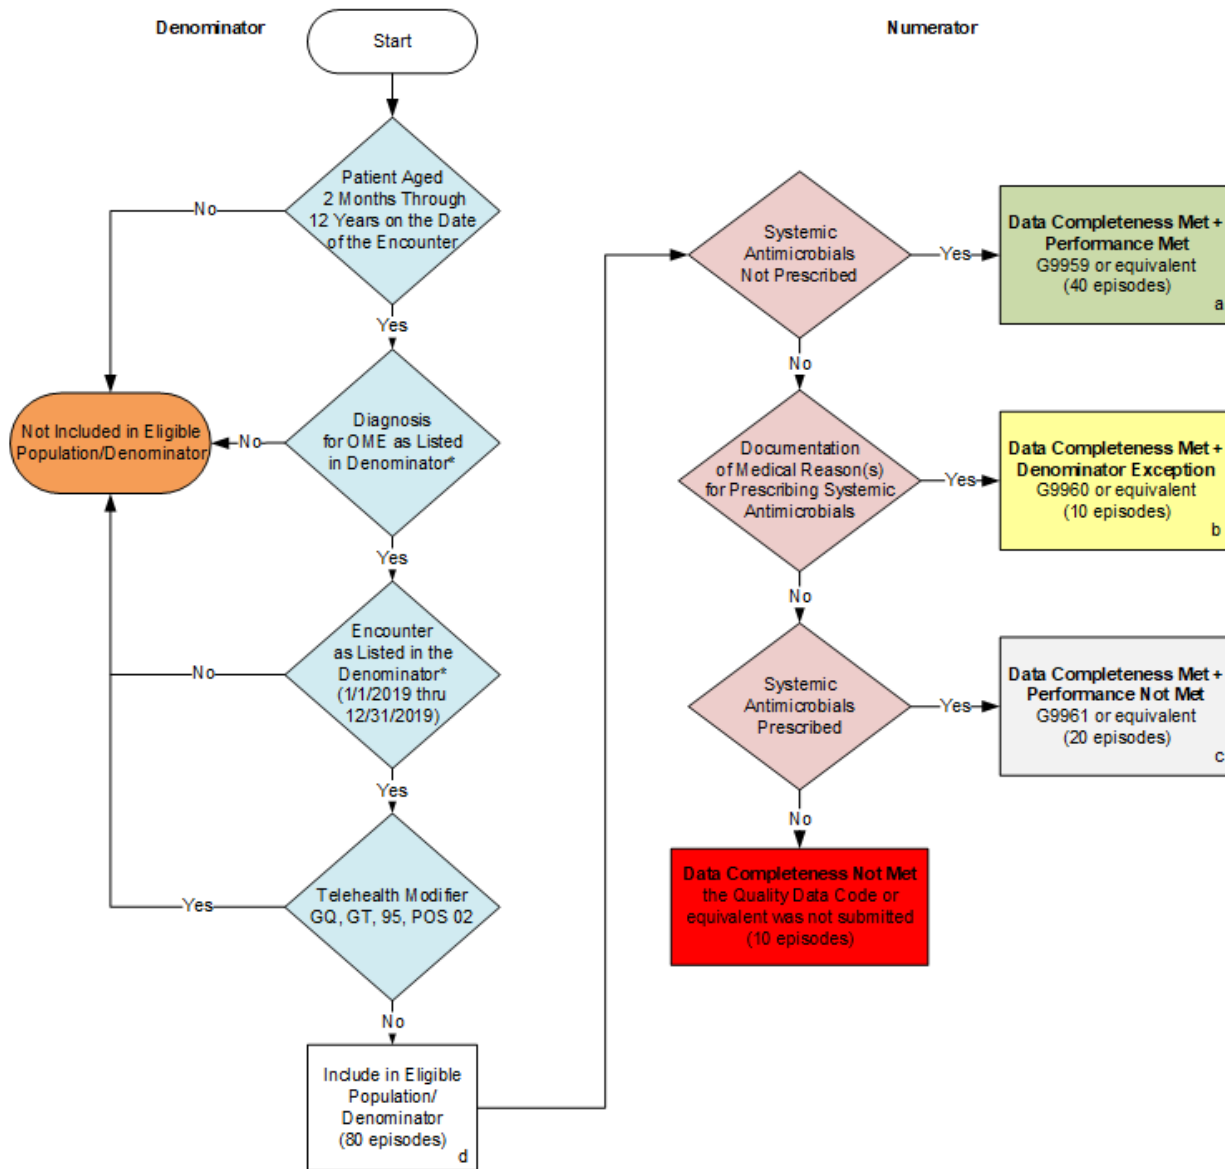 Denominator
Start
Patient Aged
2 Months Through
12 Years on the Date
of the Encounter
No
Yes
Diagnosis
for OME as Listed
in Denominator*
No
Not Included in Eligible
Population/Denominator
Yes
Encounter
as Listed in the
Denominator*
(1/1/2019 thru
12/31/2019)
No
Yes
Telehealth Modifier
GQ, GT, 95, POS 02
Yes
No
Include in Eligible
Population/
Denominator
(80 episodes)
d
Numerator
Systemic
Antimicrobials
Not Prescribed
Yes
Data Completeness Met +
Performance Met
G9959 or equivalent
(40 episodes)
a
No
Documentation
of Medical Reason(s)
for Prescribing Systemic
Antimicrobials
Yes
Data Completeness Met +
Denominator Exception
G9960 or equivalent
(10 episodes)
b
No
Systemic
Antimicrobials
Prescribed
Yes
Data Completeness Met +
Performance Not Met
G9961 or equivalent
(20 episodes)
c
No
Data Completeness Not Met
the Quality Data Code or
equivalent was not submitted
(10 episodes)